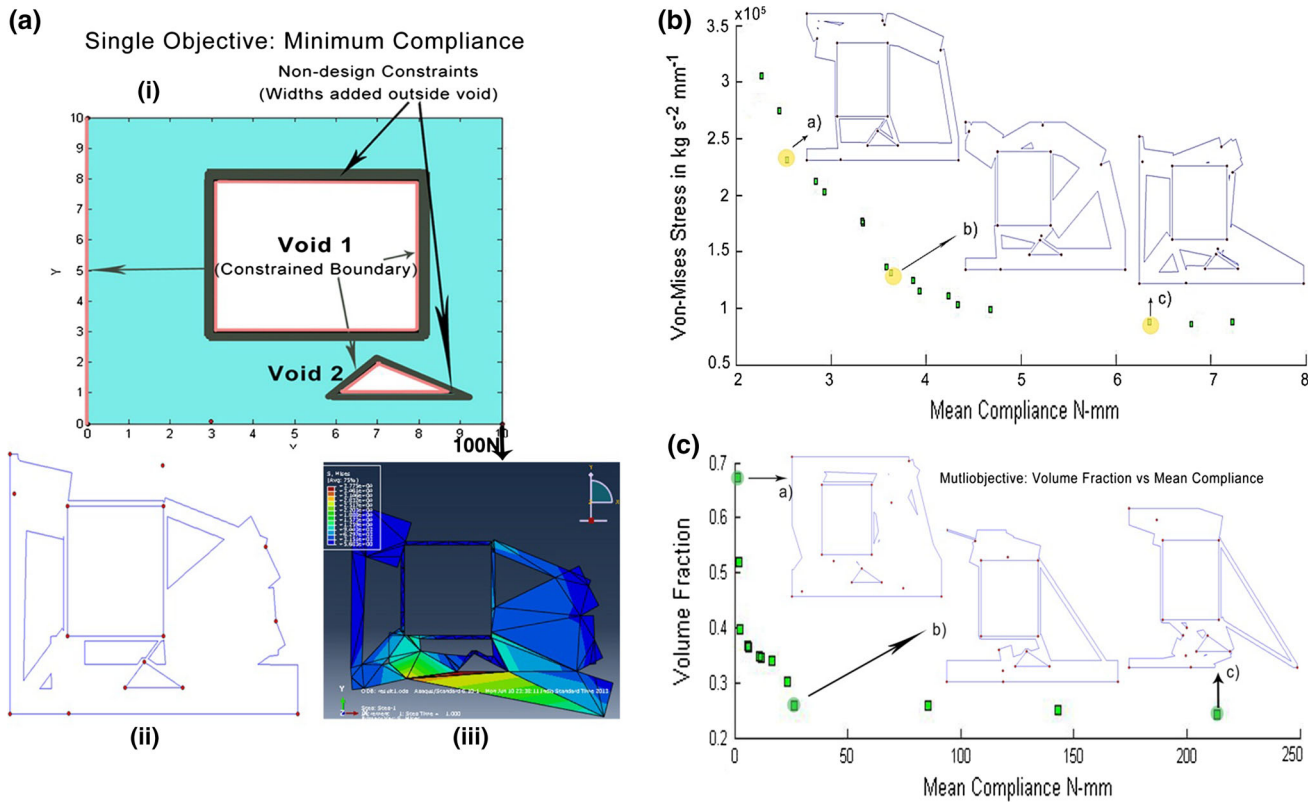 (a)
Single Objective: Minimum Compliance
(i)
Non-design Constraints
(Widths added outside void)
10
9
8
7
6
5
4
3
2
1
0
Y
Void 1
(Constrained Boundary)
Void 2
0 1 2 3 4 5 6 7 8 9 10
100N
(ii)
S, Mises
(Avg: 75%)
Y
(iii)
(b)
x10⁵
3.5
3
2.5
2
1.5
1
0.5
Von-Mises Stress in kg s⁻² mm⁻¹
a)
b)
c)
2 3 4 5 6 7 8
Mean Compliance N-mm
(c)
0.7
0.6
0.5
0.4
0.3
0.2
Volume Fraction
Mutliobjective: Volume Fraction vs Mean Compliance
a)
b)
c)
0 50 100 150 200 250
Mean Compliance N-mm